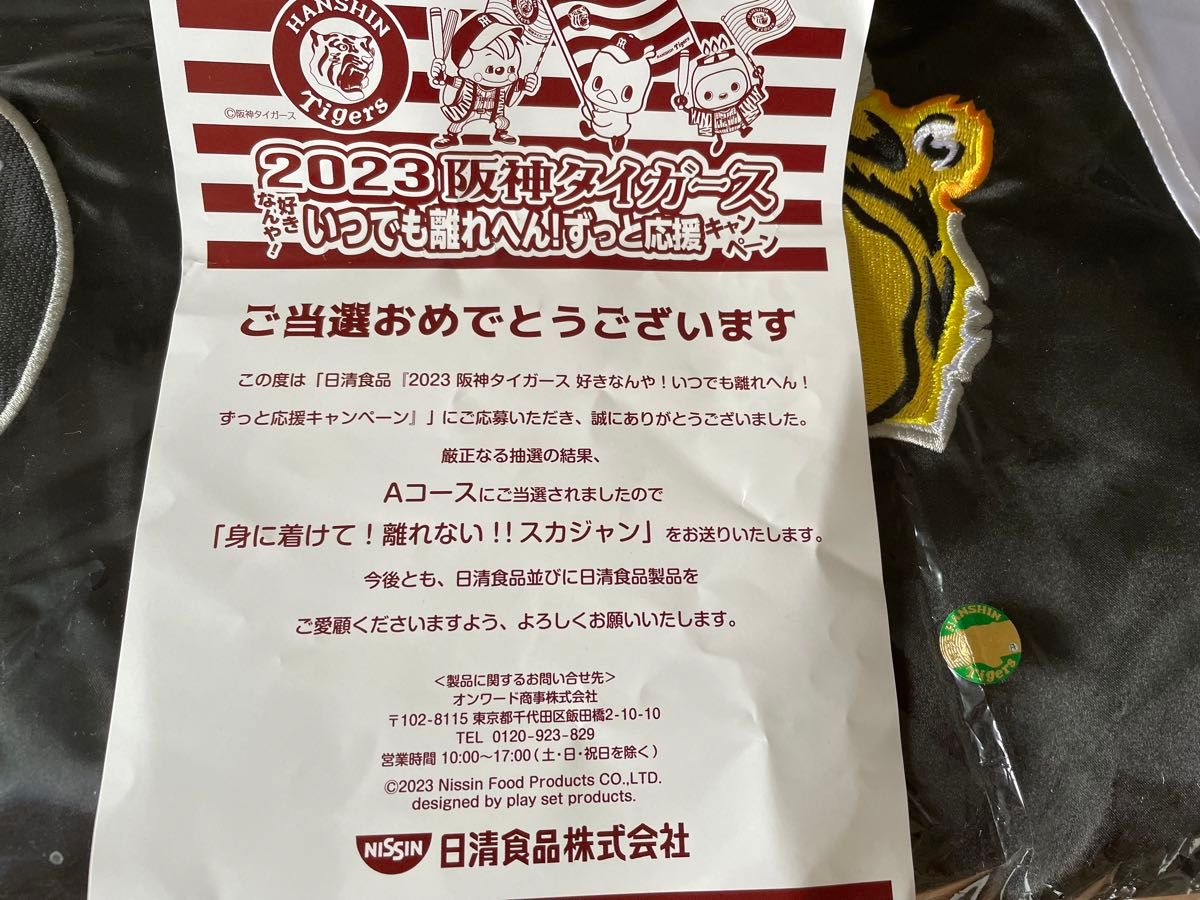 HANSHIN
Tigers
©阪神タイガース
2023 阪神タイガース
好きなんや!
いつでも離れへん!ずっと応援キャンペーン
ご当選おめでとうございます
この度は「日清食品『2023 阪神タイガース 好きなんや!いつでも離れへん!
ずっと応援キャンペーン』」にご応募いただき、誠にありがとうございました。
厳正なる抽選の結果、
Aコースにご当選されましたので
「身に着けて!離れない!!スカジャン」をお送りいたします。
今後とも、日清食品並びに日清食品製品を
ご愛顧くださいますよう、よろしくお願いいたします。
<製品に関するお問い合せ先>
オンワード商事株式会社
〒102-8115 東京都千代田区飯田橋2-10-10
TEL 0120-923-829
営業時間 10:00〜17:00(土・日・祝日を除く)
©2023 Nissin Food Products CO.,LTD.
designed by play set products.
NISSIN 日清食品株式会社
HANSHIN
Tigers